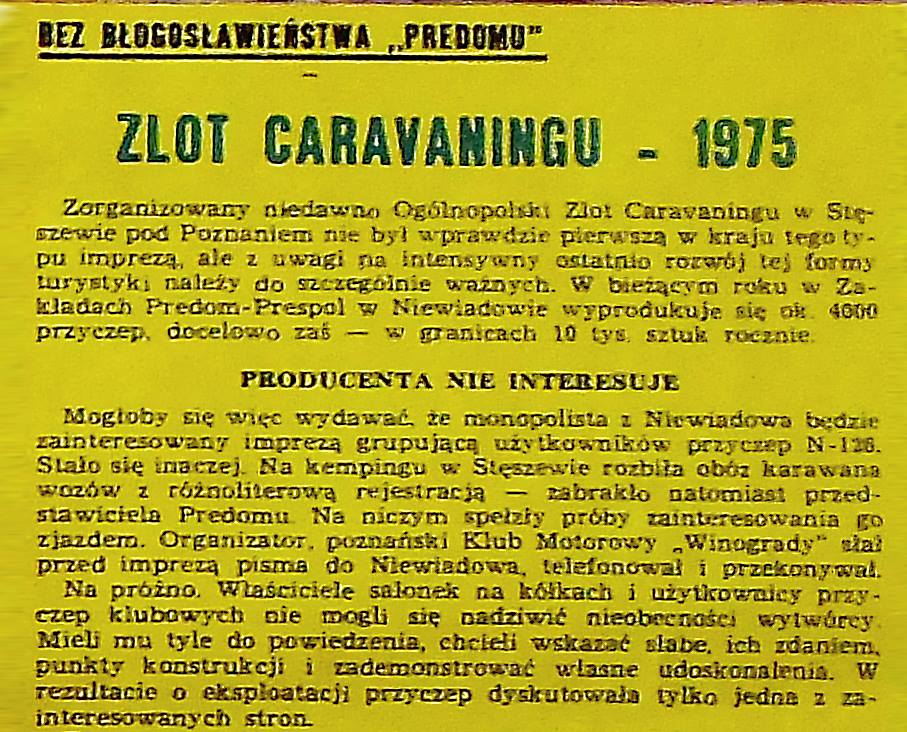 BEZ BŁOGOSŁAWIEŃSTWA „PREDOMU”
ZLOT CARAVANINGU - 1975
Zorganizowany niedawno Ogólnopolski Zlot Caravaningu w Stę-
szewie pod Poznaniem nie był wprawdzie pierwszą w kraju tego ty-
pu imprezą, ale z uwagi na intensywny ostatnio rozwój tej formy
turystyki należy do szczególnie ważnych. W bieżącym roku w Za-
kładach Predom-Prespol w Niewiadowie wyprodukuje się ok. 4000
przyczep, docelowo zaś — w granicach 10 tys. sztuk rocznie.
PRODUCENTA NIE INTERESUJE
Mogłoby się więc wydawać, że monopolista z Niewiadowa będzie
zainteresowany imprezą grupującą użytkowników przyczep N-126.
Stało się inaczej. Na kempingu w Stęszewie rozbiła obóz karawana
wozów z różnoliterową rejestracją — zabrakło natomiast przed-
stawiciela Predomu. Na niczym spełzły próby zainteresowania go
zjazdem. Organizator, poznański Klub Motorowy „Winogrady” słał
przed imprezą pisma do Niewiadowa, telefonował i przekonywał.
Na próżno. Właściciele salonek na kółkach i użytkownicy przy-
czep klubowych nie mogli się nadziwić nieobecności wytwórcy.
Mieli mu tyle do powiedzenia, chcieli wskazać słabe, ich zdaniem,
punkty konstrukcji i zademonstrować własne udoskonalenia. W
rezultacie o eksploatacji przyczep dyskutowała tylko jedna z za-
interesowanych stron.